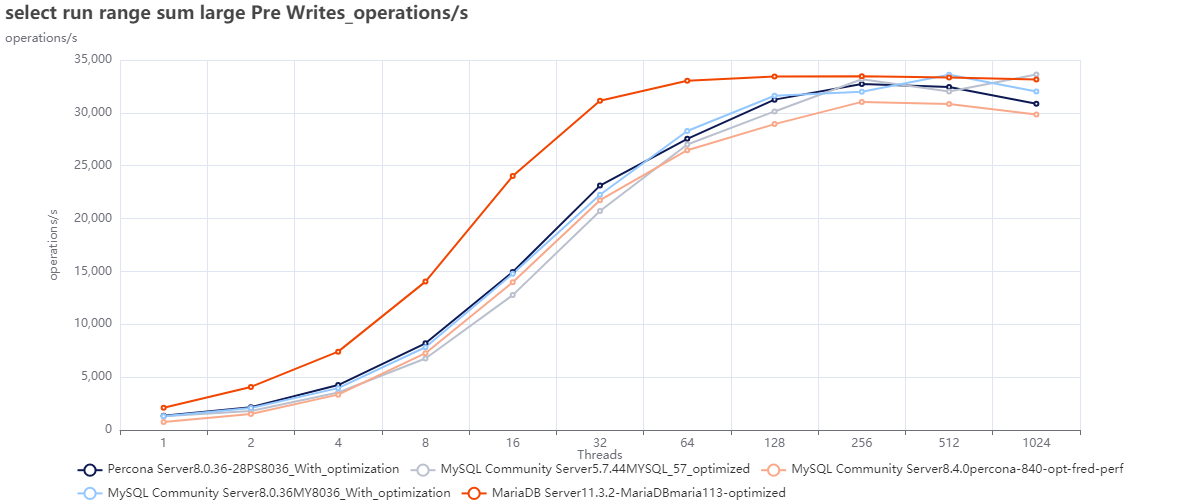 select run range sum large Pre Writes_operations/s
operations/s
35,000
30,000
25,000
20,000
15,000
10,000
5,000
0
operations/s
1 2 4 8 16 32 64 128 256 512 1024
Threads
Percona Server8.0.36-28PS8036_With_optimization MySQL Community Server5.7.44MYSQL_57_optimized MySQL Community Server8.4.0percona-840-opt-fred-perf
MySQL Community Server8.0.36MY8036_With_optimization MariaDB Server11.3.2-MariaDBmaria113-optimized